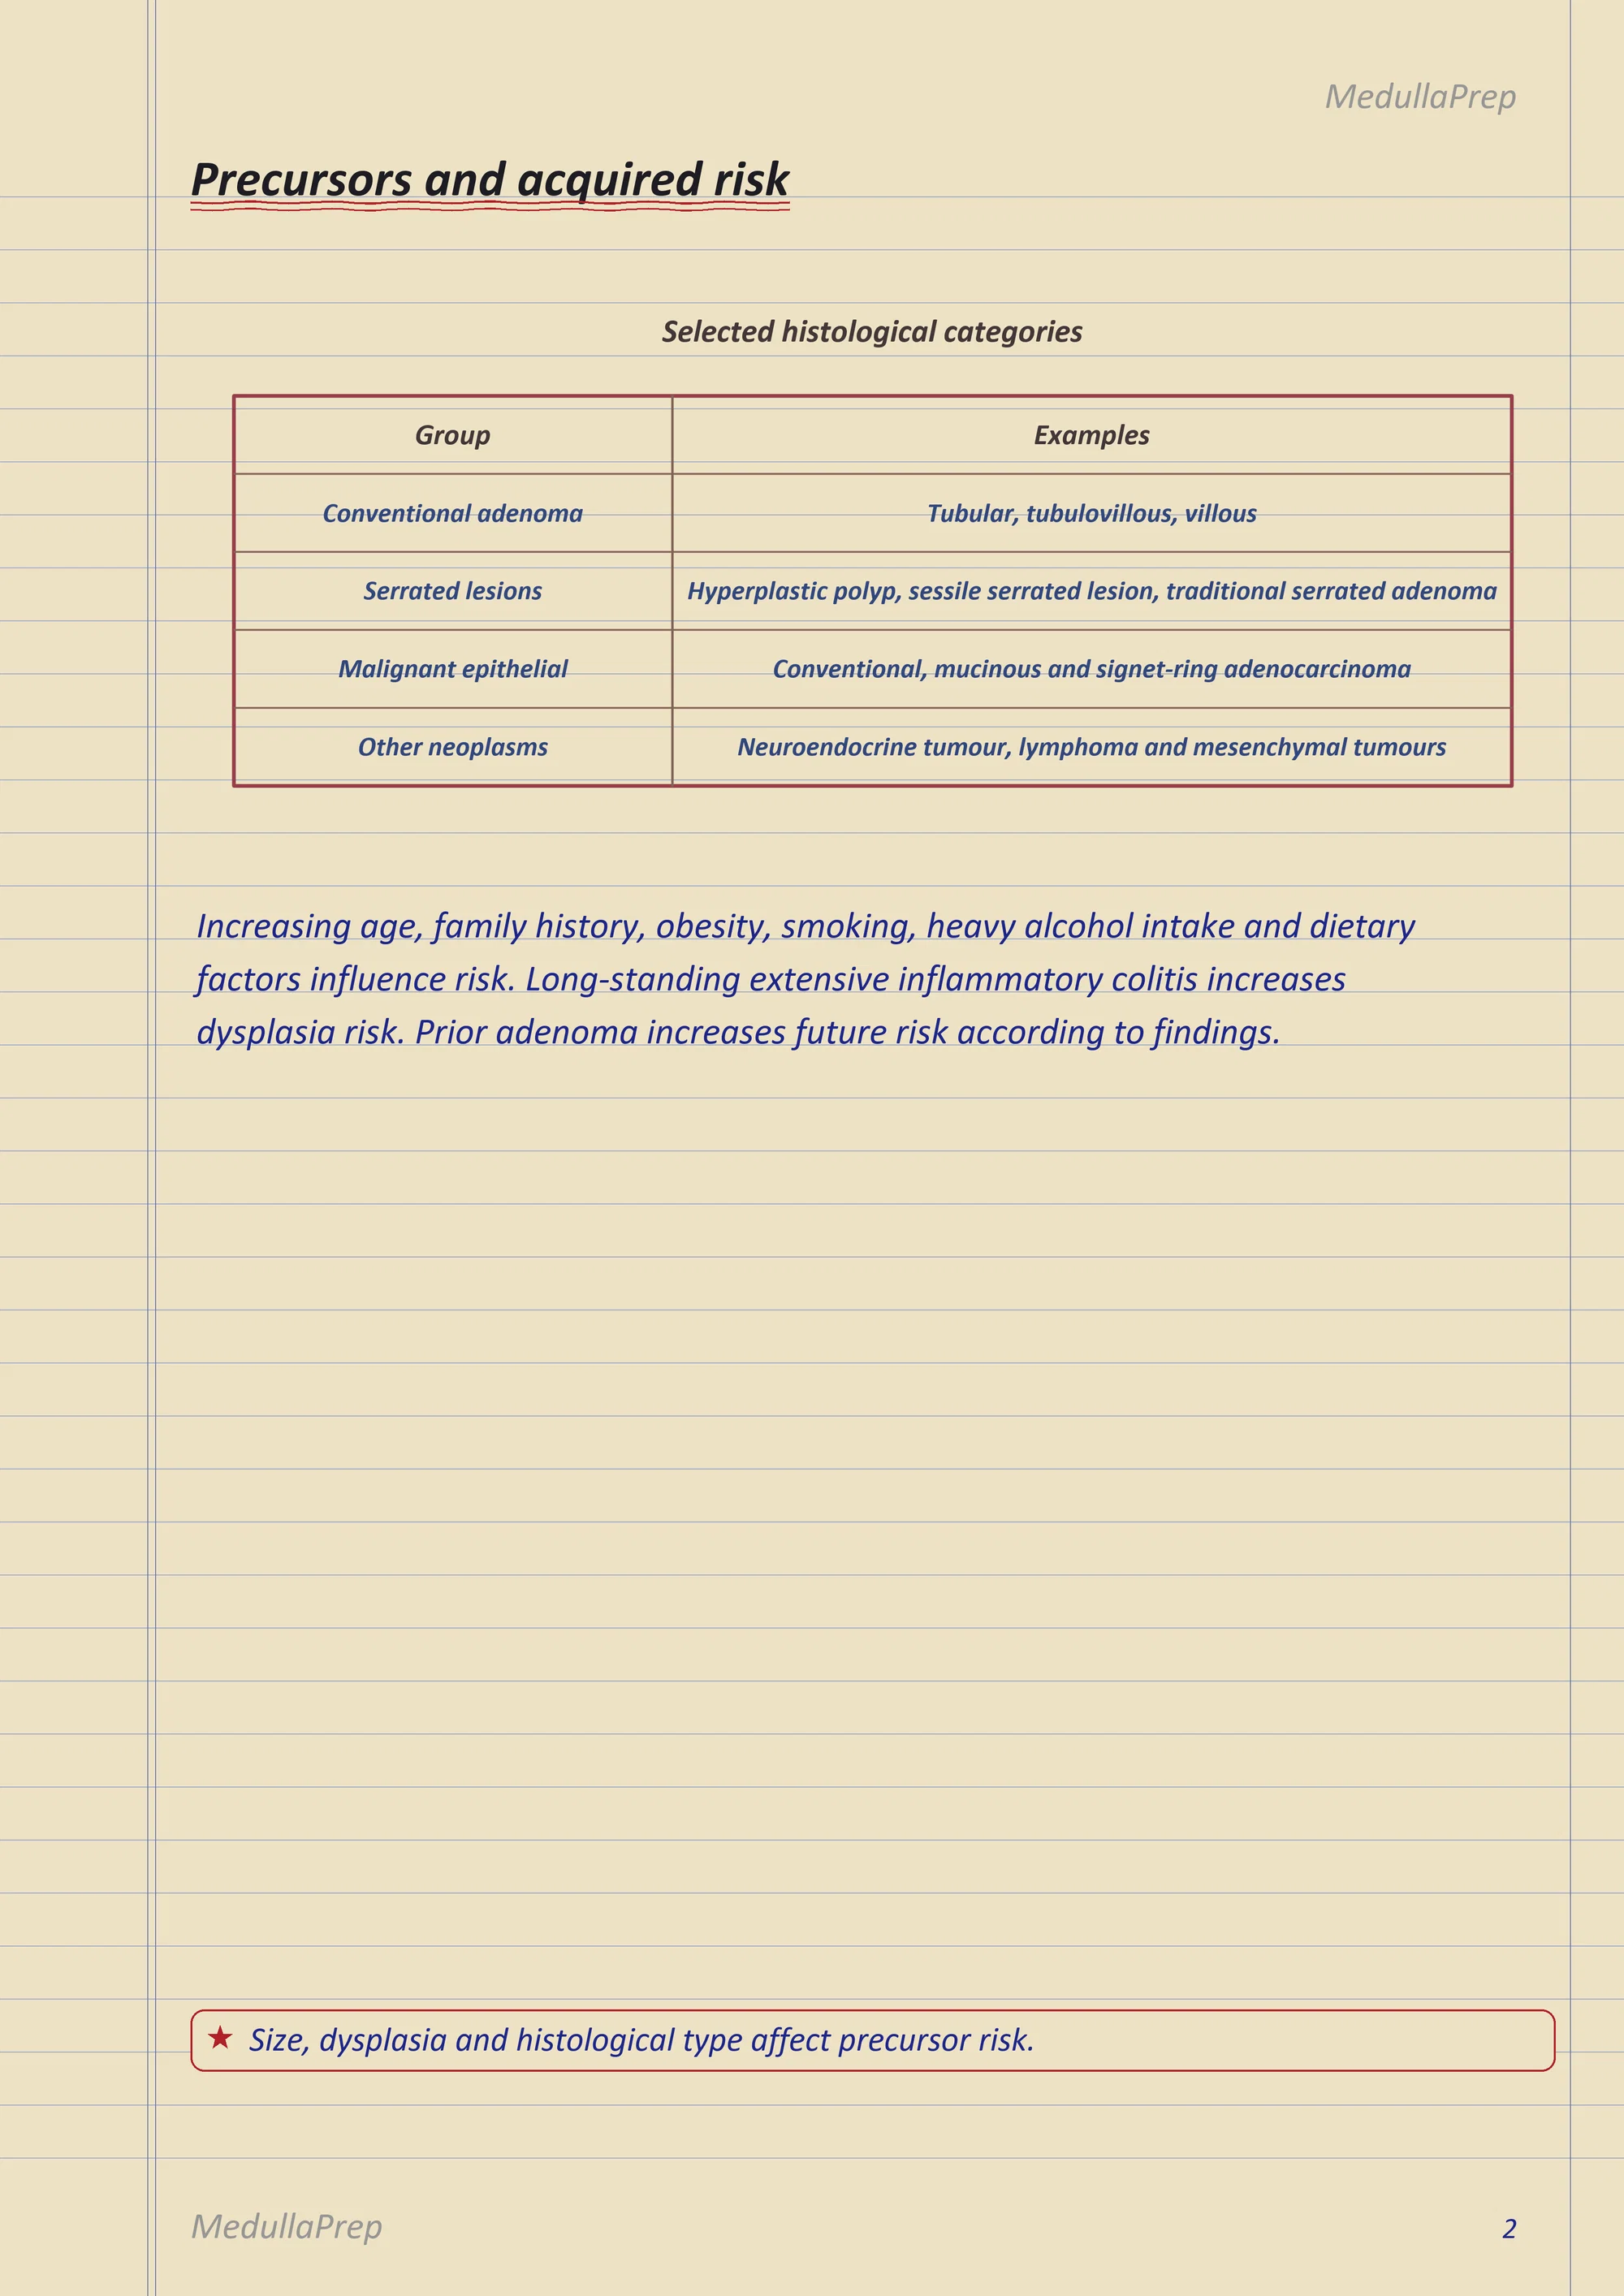 MedullaPrep
Precursors and acquired risk
Selected histological categories
Group Examples
Conventional adenoma Tubular, tubulovillous, villous
Serrated lesions Hyperplastic polyp, sessile serrated lesion, traditional serrated adenoma
Malignant epithelial Conventional, mucinous and signet-ring adenocarcinoma
Other neoplasms Neuroendocrine tumour, lymphoma and mesenchymal tumours
Increasing age, family history, obesity, smoking, heavy alcohol intake and dietary
factors influence risk. Long-standing extensive inflammatory colitis increases
dysplasia risk. Prior adenoma increases future risk according to findings.
★ Size, dysplasia and histological type affect precursor risk.
MedullaPrep 2